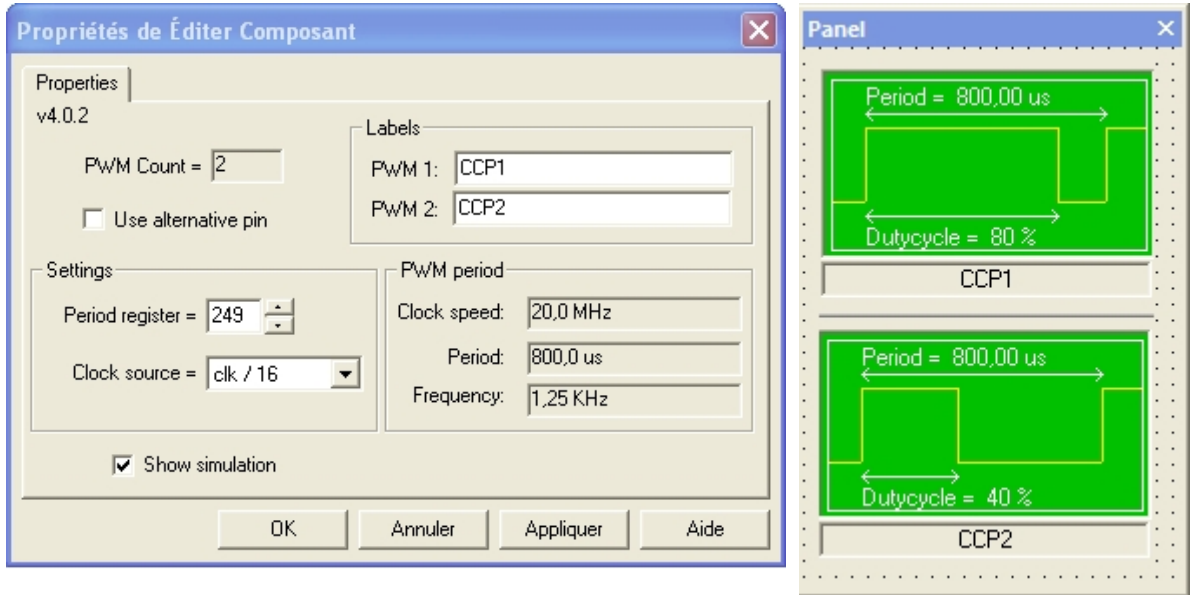 Propriétés de Éditer Composant
Properties
v4.0.2
PWM Count = 2
Use alternative pin
Labels
PWM 1: CCP1
PWM 2: CCP2
Settings
Period register = 249
Clock source = clk / 16
PWM period
Clock speed: 20,0 MHz
Period: 800,0 us
Frequency: 1,25 KHz
Show simulation
OK Annuler Appliquer Aide
Panel
Period = 800,00 us
Dutycycle = 80 %
CCP1
Period = 800,00 us
Dutycycle = 40 %
CCP2